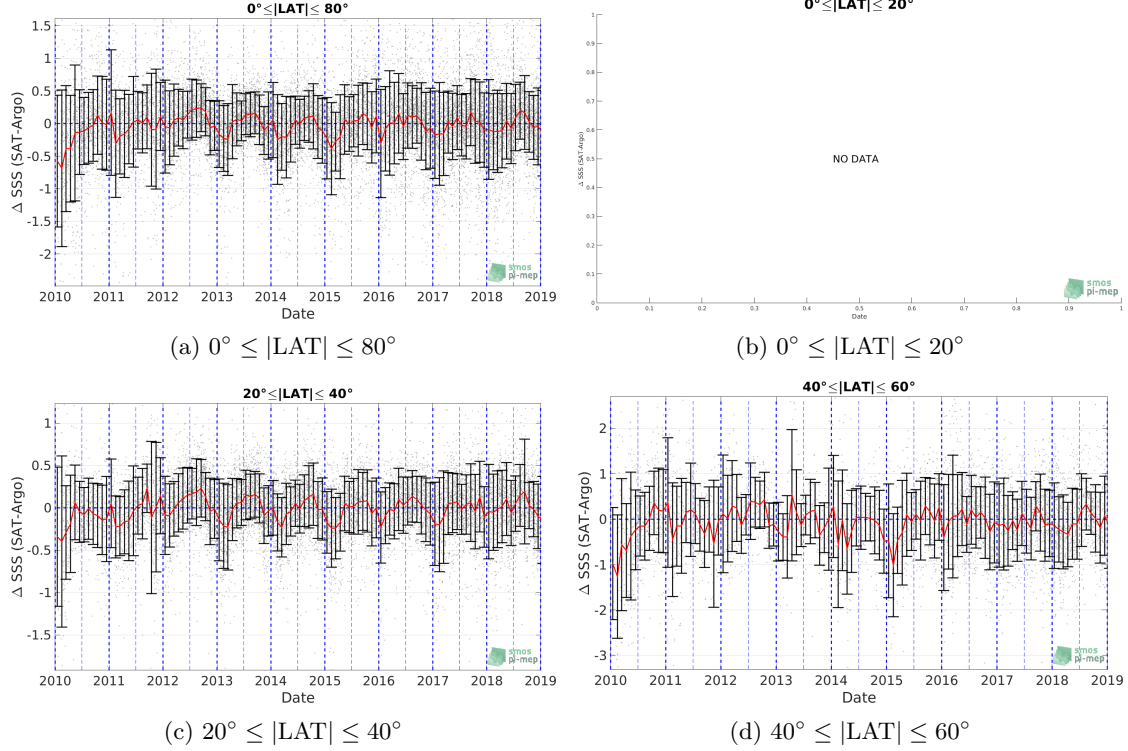 0°≤|LAT|≤ 80°
Δ SSS (SAT-Argo)
1.5
1
0.5
0
-0.5
-1
-1.5
-2
2010 2011 2012 2013 2014 2015 2016 2017 2018 2019
Date
smos
pi-mep
(a) 0° ≤ |LAT| ≤ 80°
0°≤|LAT|≤ 20°
Δ SSS (SAT-Argo)
1
0.9
0.8
0.7
0.6
0.5
0.4
0.3
0.2
0.1
0
NO DATA
0 0.1 0.2 0.3 0.4 0.5 0.6 0.7 0.8 0.9 1
Date
smos
pi-mep
(b) 0° ≤ |LAT| ≤ 20°
20°≤|LAT|≤ 40°
Δ SSS (SAT-Argo)
1
0.5
0
-0.5
-1
-1.5
2010 2011 2012 2013 2014 2015 2016 2017 2018 2019
Date
smos
pi-mep
(c) 20° ≤ |LAT| ≤ 40°
40°≤|LAT|≤ 60°
Δ SSS (SAT-Argo)
2
1
0
-1
-2
-3
2010 2011 2012 2013 2014 2015 2016 2017 2018 2019
Date
smos
pi-mep
(d) 40° ≤ |LAT| ≤ 60°